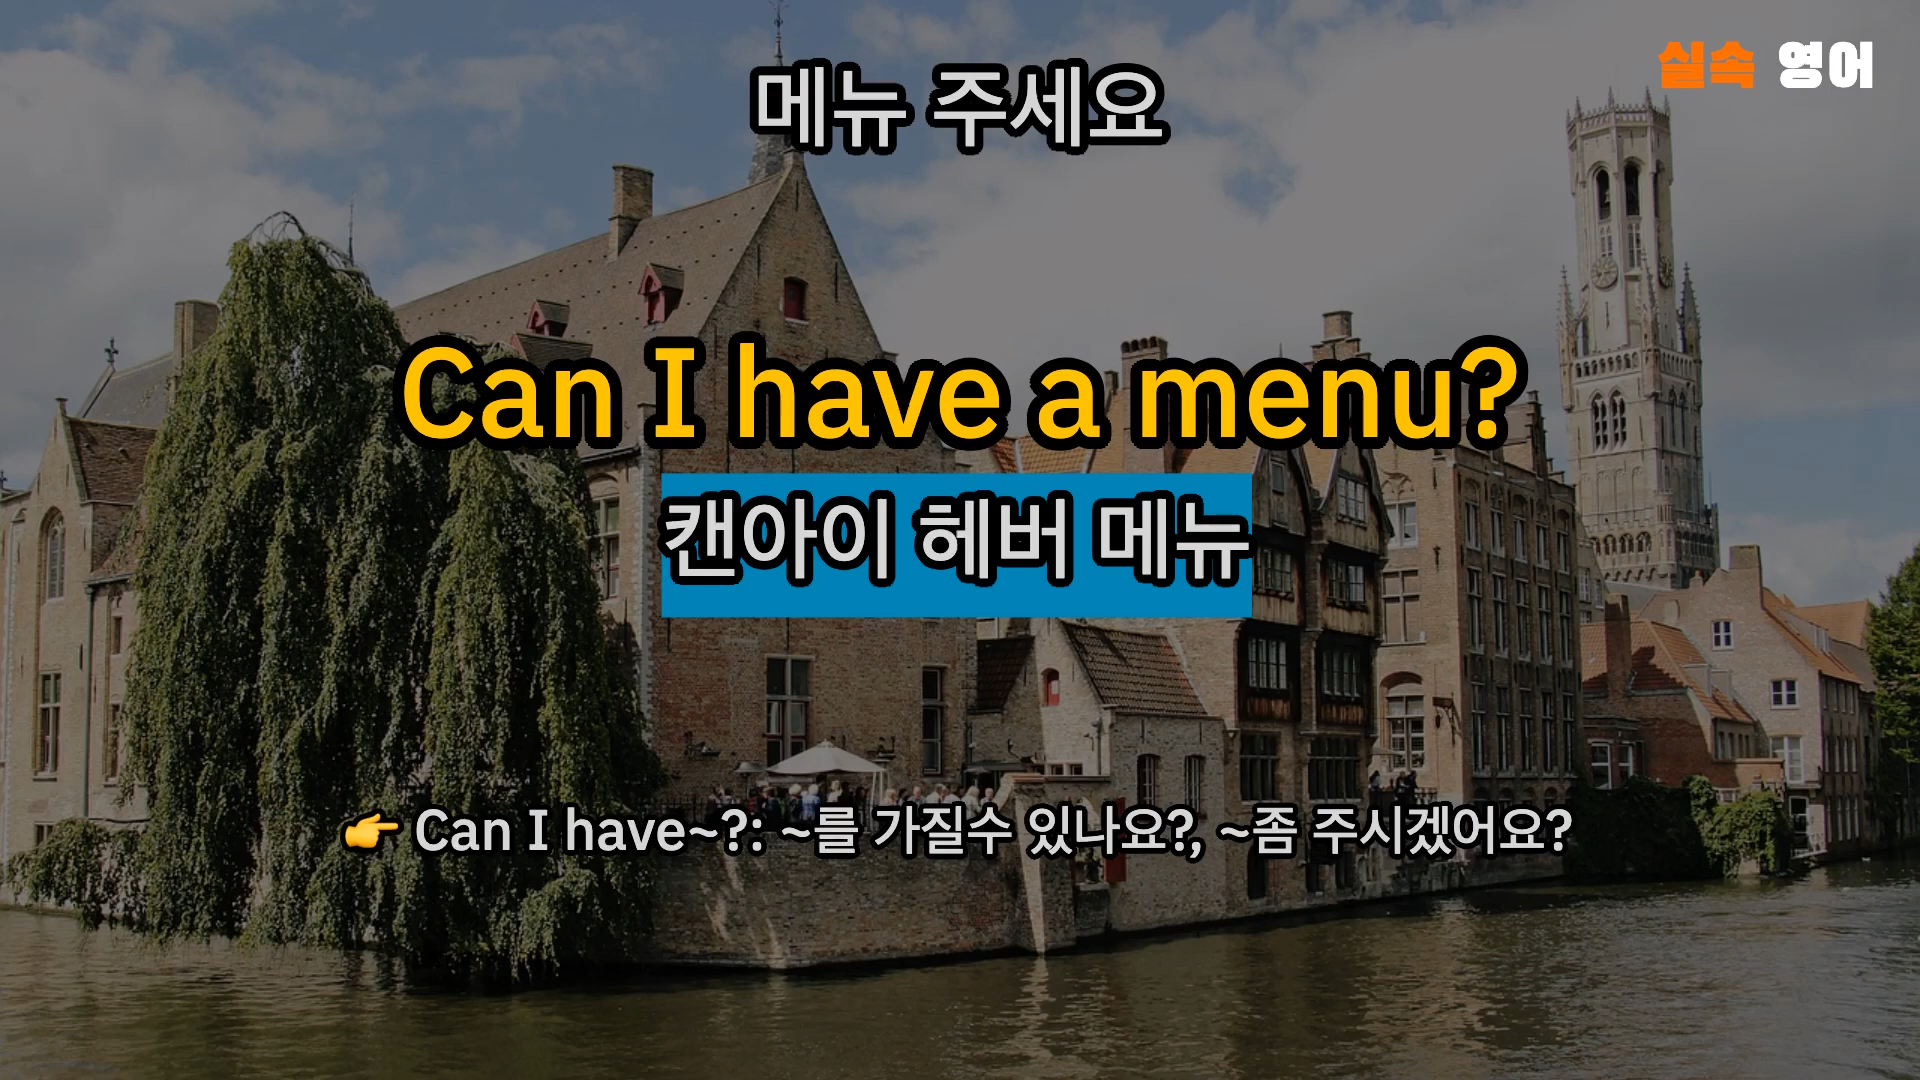 실속 영어
메뉴 주세요
Can I have a menu?
캔아이 헤버 메뉴
👉 Can I have~?: ~를 가질수 있나요?, ~좀 주시겠어요?